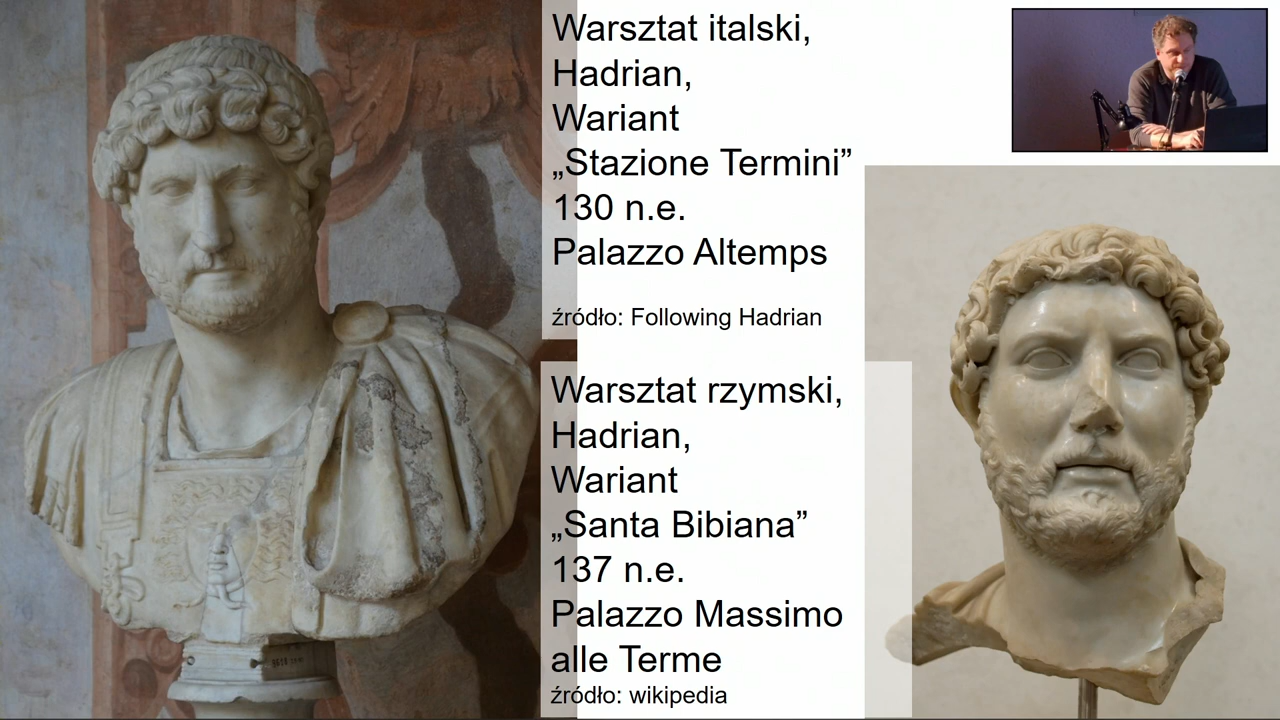 Warsztat italski,
Hadrian,
Wariant
„Stazione Termini”
130 n.e.
Palazzo Altemps
źródło: Following Hadrian
Warsztat rzymski,
Hadrian,
Wariant
„Santa Bibiana”
137 n.e.
Palazzo Massimo
alle Terme
źródło: wikipedia